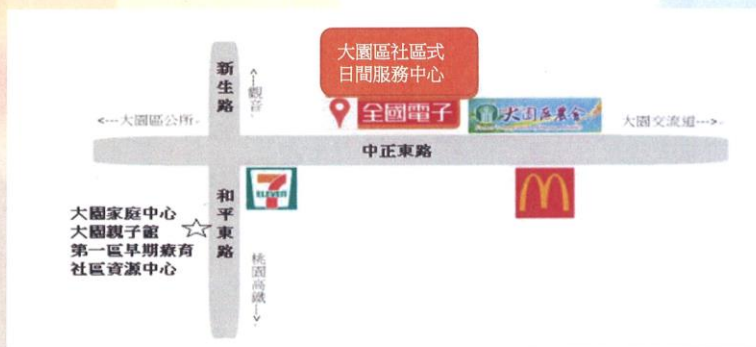 大園區社區式
日間服務中心
新生路
<---觀音
全國電子
大園區農會
<---大園區公所
大園交流道--->
中正東路
7
ELEVEN
M
和平東路
大園家庭中心
大園親子館
第一區早期療育
社區資源中心
桃園高鐵--->